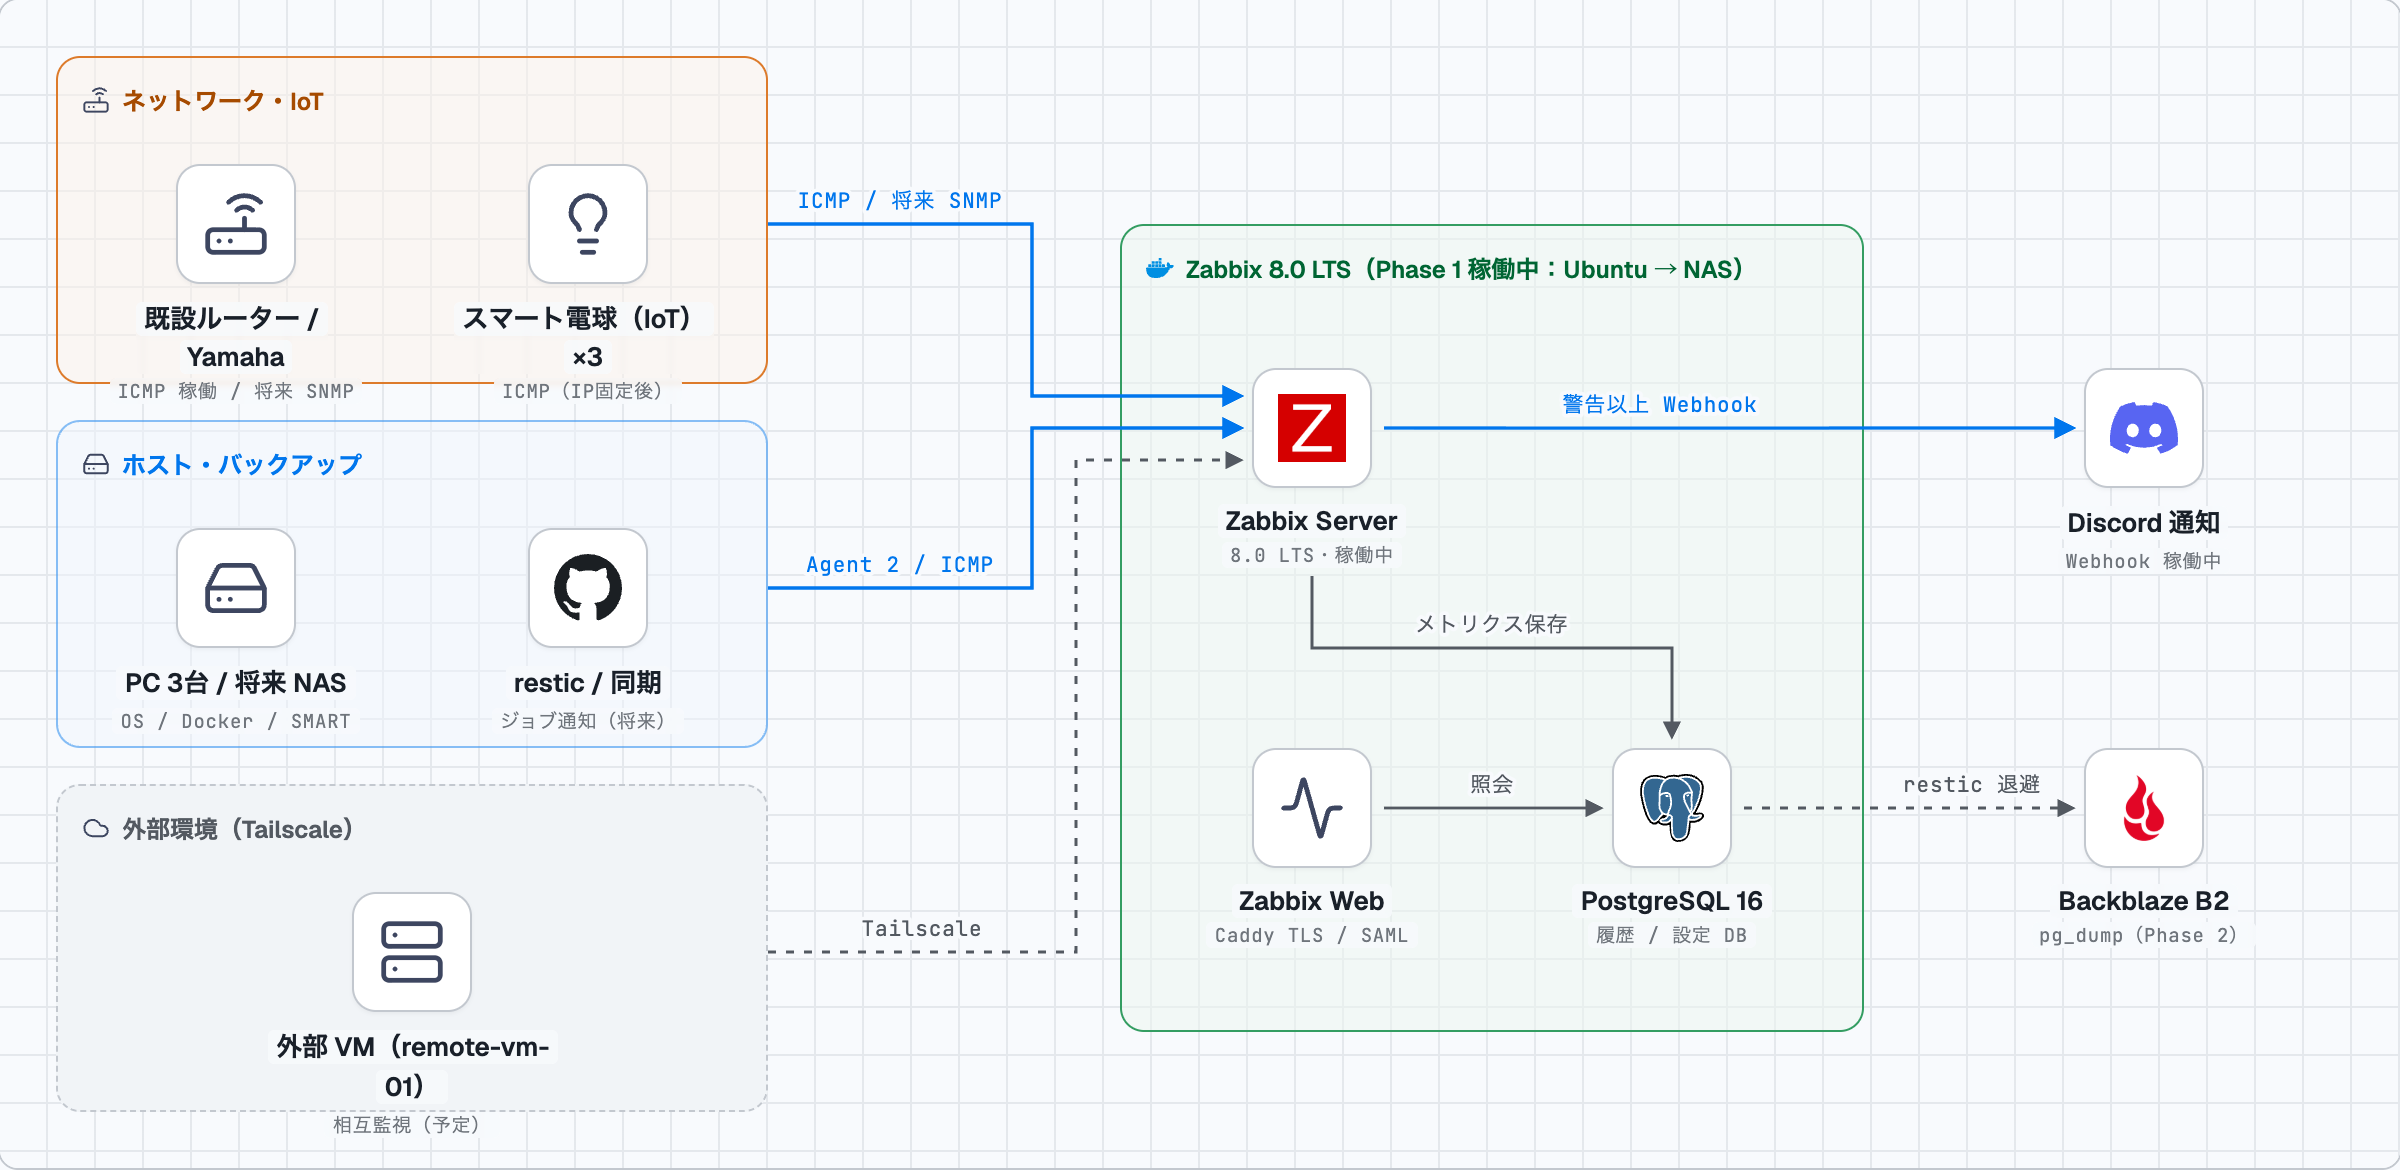 ネットワーク・IoT
既設ルーター /
Yamaha
ICMP 稼働 / 将来 SNMP
スマート電球（IoT）
×3
ICMP（IP固定後）
ホスト・バックアップ
PC 3台 / 将来 NAS
OS / Docker / SMART
restic / 同期
ジョブ通知（将来）
外部環境（Tailscale）
外部 VM（remote-vm-
01）
相互監視（予定）
ICMP / 将来 SNMP
Agent 2 / ICMP
Tailscale
Zabbix 8.0 LTS（Phase 1 稼働中：Ubuntu → NAS）
Z
Zabbix Server
8.0 LTS・稼働中
警告以上 Webhook
メトリクス保存
Zabbix Web
Caddy TLS / SAML
照会
PostgreSQL 16
履歴 / 設定 DB
restic 退避
Discord 通知
Webhook 稼働中
Backblaze B2
pg_dump（Phase 2）